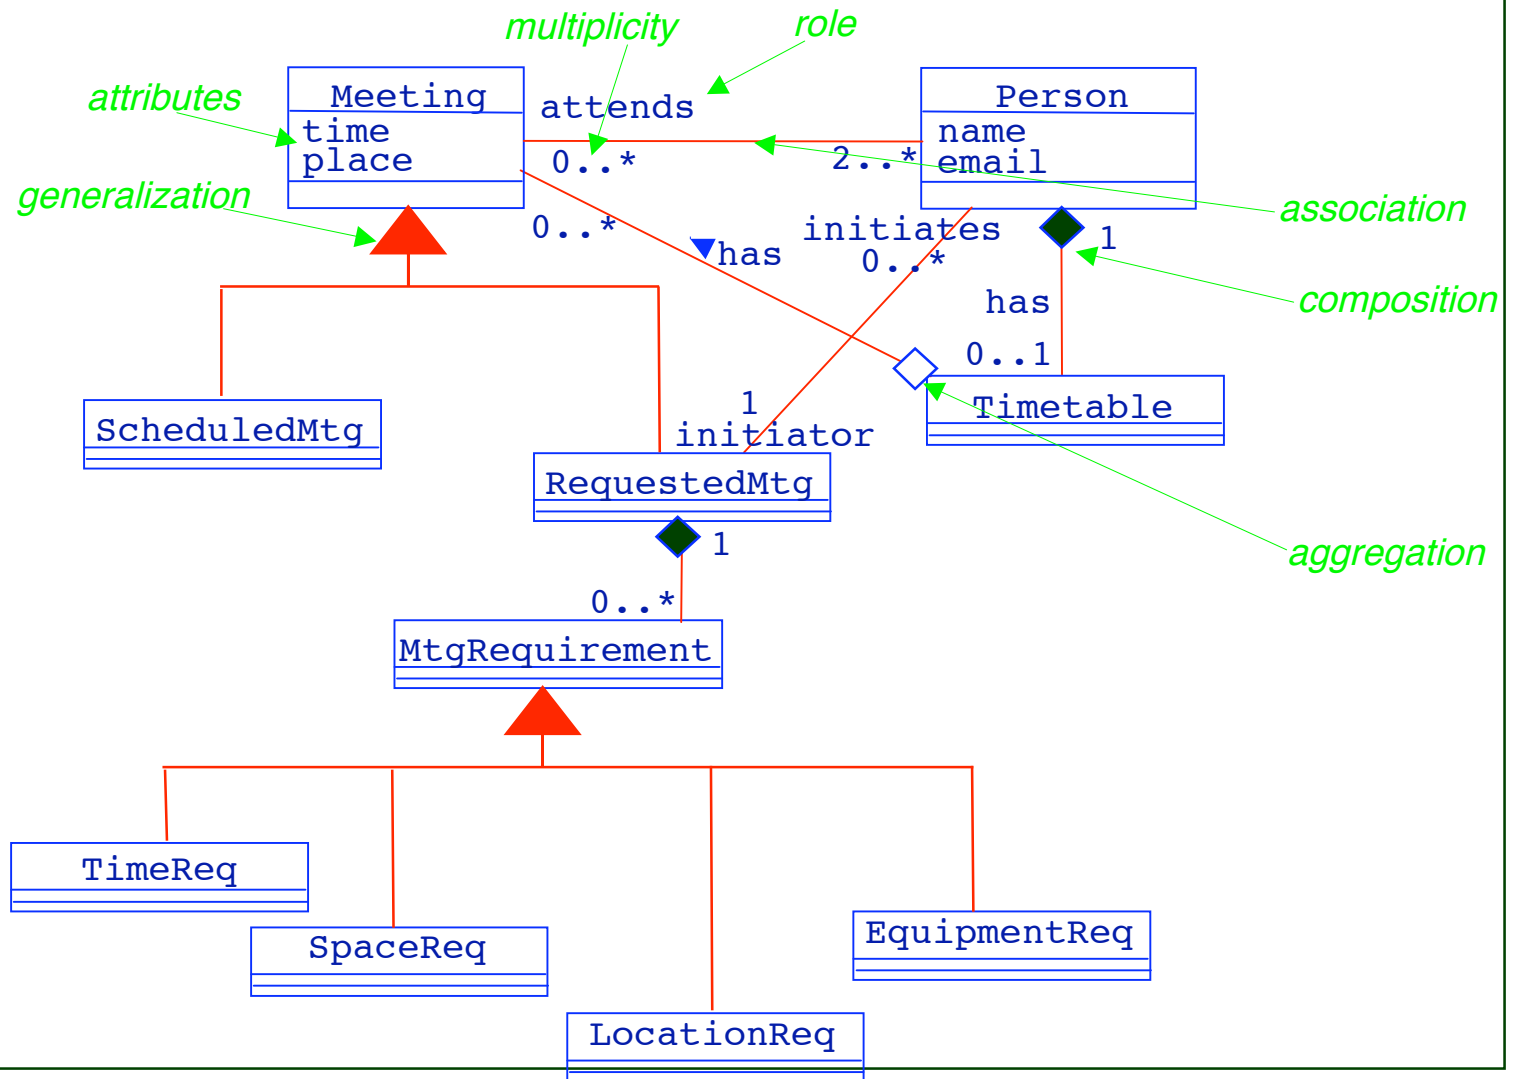 multiplicity
role
attributes
Meeting
time
place
attends
0..*
2..*
Person
name
email
generalization
association
0..*
has
initiates
0..*
1
composition
has
0..1
1
initiator
Timetable
ScheduledMtg
RequestedMtg
aggregation
1
0..*
MtgRequirement
TimeReq
SpaceReq
EquipmentReq
LocationReq